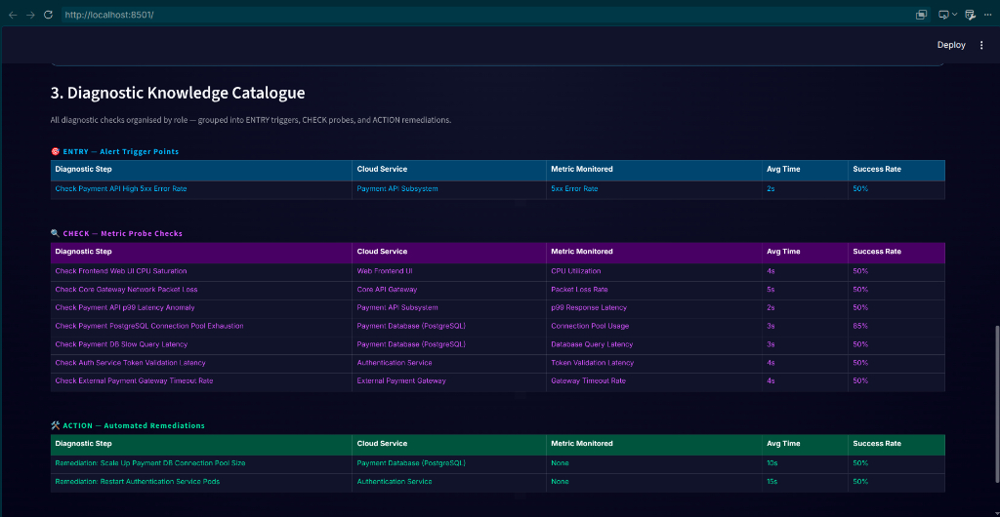 http://localhost:8501/
Deploy
3. Diagnostic Knowledge Catalogue
All diagnostic checks organised by role — grouped into ENTRY triggers, CHECK probes, and ACTION remediations.
ENTRY — Alert Trigger Points
Diagnostic Step Cloud Service Metric Monitored Avg Time Success Rate
Check Payment API High 5xx Error Rate Payment API Subsystem 5xx Error Rate 2s 50%
CHECK — Metric Probe Checks
Diagnostic Step Cloud Service Metric Monitored Avg Time Success Rate
Check Frontend Web UI CPU Saturation Web Frontend UI CPU Utilization 4s 50%
Check Core Gateway Network Packet Loss Core API Gateway Packet Loss Rate 5s 50%
Check Payment API p99 Latency Anomaly Payment API Subsystem p99 Response Latency 2s 50%
Check Payment PostgreSQL Connection Pool Exhaustion Payment Database (PostgreSQL) Connection Pool Usage 3s 85%
Check Payment DB Slow Query Latency Payment Database (PostgreSQL) Database Query Latency 3s 50%
Check Auth Service Token Validation Latency Authentication Service Token Validation Latency 4s 50%
Check External Payment Gateway Timeout Rate External Payment Gateway Gateway Timeout Rate 4s 50%
ACTION — Automated Remediations
Diagnostic Step Cloud Service Metric Monitored Avg Time Success Rate
Remediation: Scale Up Payment DB Connection Pool Size Payment Database (PostgreSQL) None 10s 50%
Remediation: Restart Authentication Service Pods Authentication Service None 15s 50%